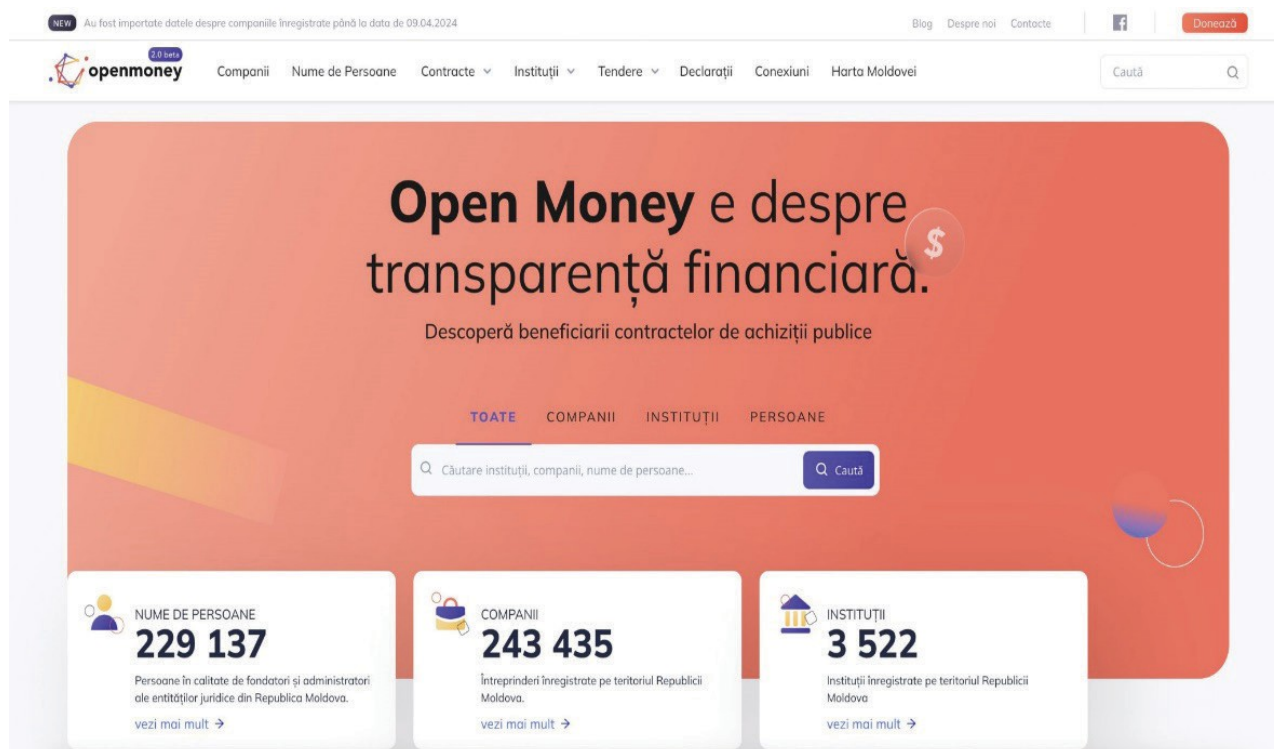 NEW Au fost importate datele despre companiile înregistrate până la data de 09.04.2024
Blog Despre noi Contacte
Donează
2.0 beta
openmoney
Companii Nume de Persoane Contracte Instituții Tendere Declarații Conexiuni Harta Moldovei
Caută
Open Money e despre
transparență financiară.
$
Descoperă beneficiarii contractelor de achiziții publice
TOATE COMPANII INSTITUȚII PERSOANE
Căutare instituții, companii, nume de persoane...
Caută
NUME DE PERSOANE
229 137
Persoane în calitate de fondatori și administratori
ale entităților juridice din Republica Moldova.
vezi mai mult →
COMPANII
243 435
Întreprinderi înregistrate pe teritoriul Republicii
Moldova.
vezi mai mult →
INSTITUȚII
3 522
Instituții înregistrate pe teritoriul Republicii
Moldova
vezi mai mult →